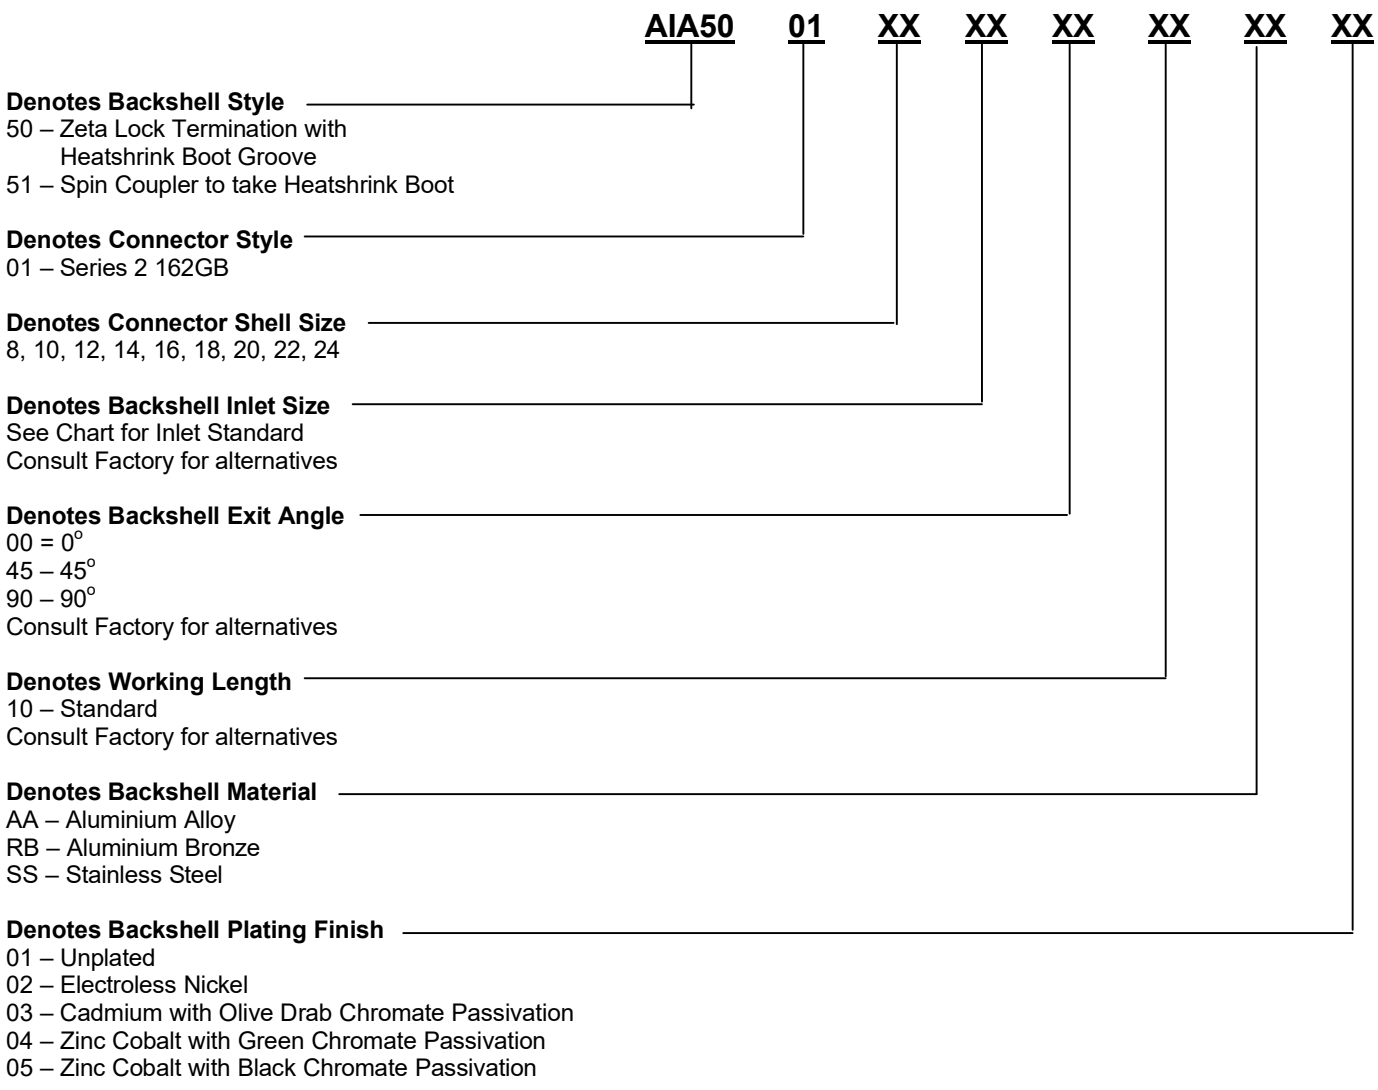 AIA50 01 XX XX XX XX XX XX
Denotes Backshell Style
50 – Zeta Lock Termination with
Heatshrink Boot Groove
51 – Spin Coupler to take Heatshrink Boot
Denotes Connector Style
01 – Series 2 162GB
Denotes Connector Shell Size
8, 10, 12, 14, 16, 18, 20, 22, 24
Denotes Backshell Inlet Size
See Chart for Inlet Standard
Consult Factory for alternatives
Denotes Backshell Exit Angle
00 = 0°
45 – 45°
90 – 90°
Consult Factory for alternatives
Denotes Working Length
10 – Standard
Consult Factory for alternatives
Denotes Backshell Material
AA – Aluminium Alloy
RB – Aluminium Bronze
SS – Stainless Steel
Denotes Backshell Plating Finish
01 – Unplated
02 – Electroless Nickel
03 – Cadmium with Olive Drab Chromate Passivation
04 – Zinc Cobalt with Green Chromate Passivation
05 – Zinc Cobalt with Black Chromate Passivation